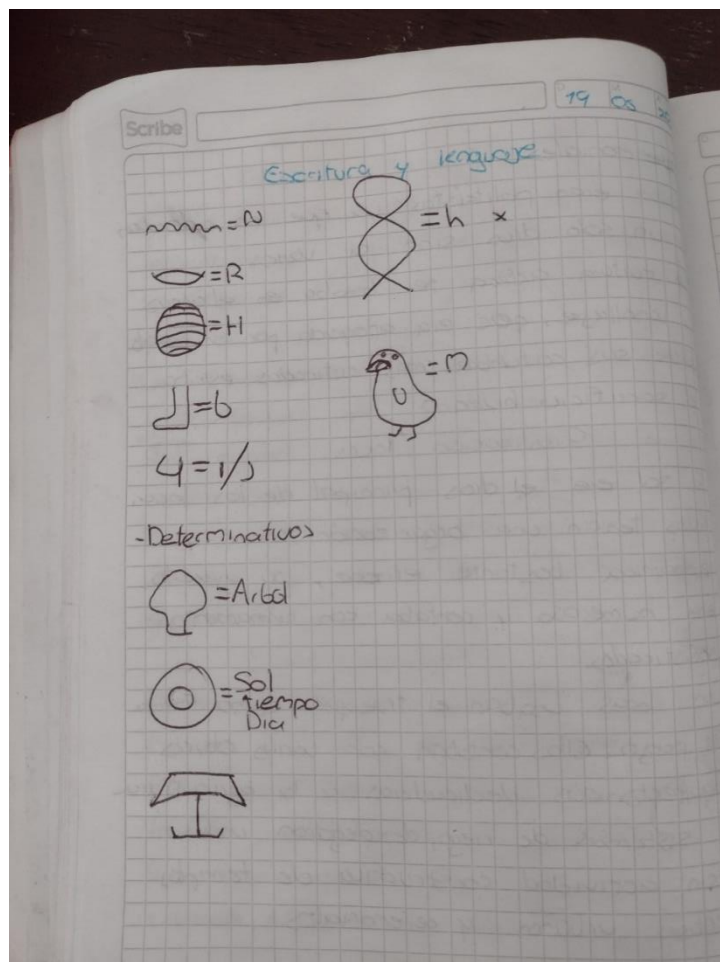 Scribe
19 05
Escritura y lenguaje
=N
=R
=H
=b
=i/j
=h x
=m
-Determinativos
=Arbol
=Sol
tiempo
Dia